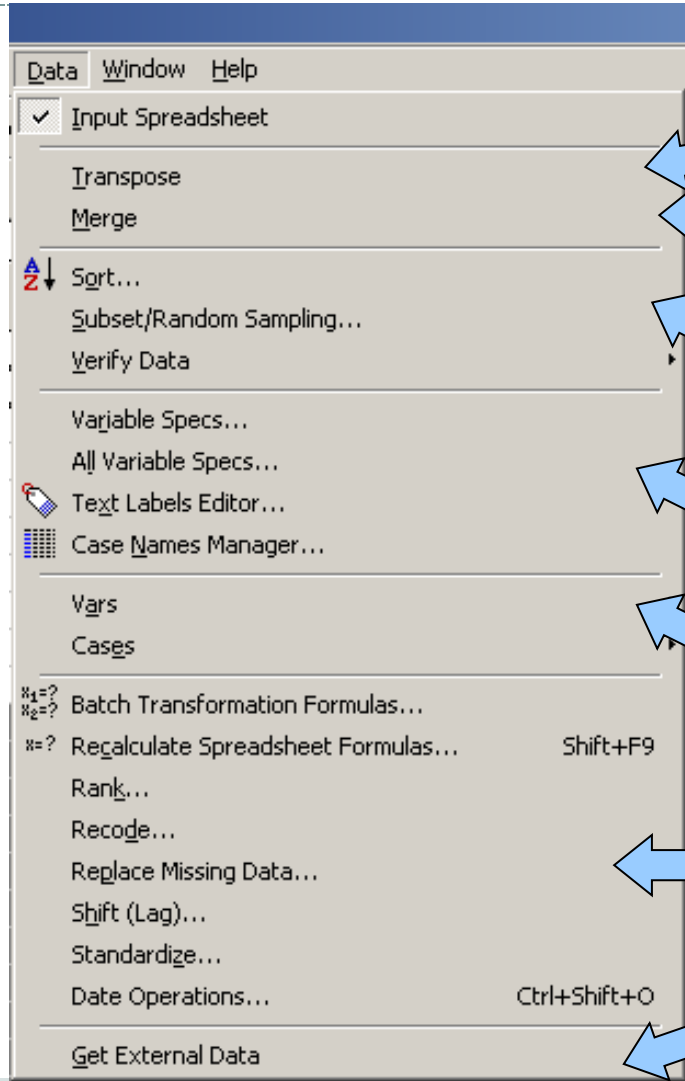 Data Window Help
Input Spreadsheet
Transpose
Merge
A
Z
Sort...
Subset/Random Sampling...
Verify Data
Variable Specs...
All Variable Specs...
Text Labels Editor...
Case Names Manager...
Vars
Cases
x1=?
x2=?
Batch Transformation Formulas...
x=? Recalculate Spreadsheet Formulas... Shift+F9
Rank...
Recode...
Replace Missing Data...
Shift (Lag)...
Standardize...
Date Operations... Ctrl+Shift+O
Get External Data